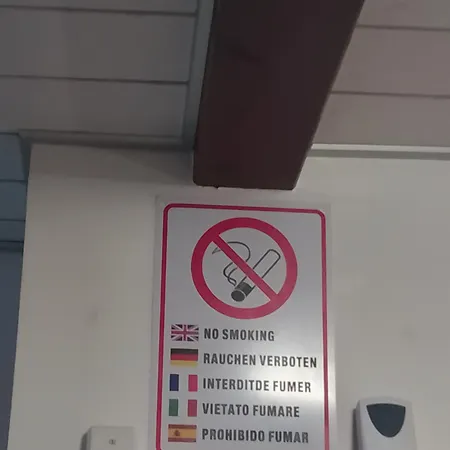 NO SMOKING
RAUCHEN VERBOTEN
INTERDITDE FUMER
VIETATO FUMARE
PROHIBIDO FUMAR